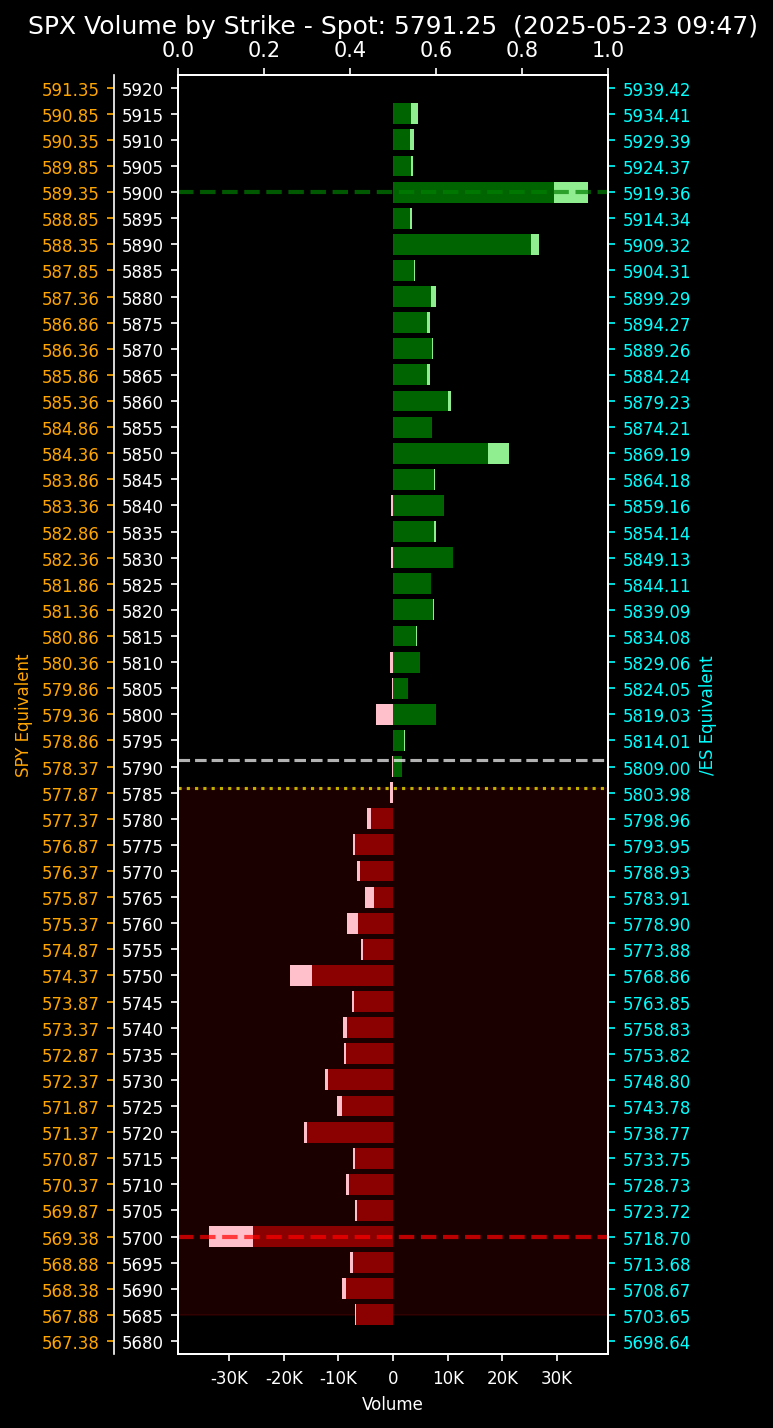 SPX Volume by Strike - Spot: 5791.25 (2025-05-23 09:47)
0.0 0.2 0.4 0.6 0.8 1.0
591.35 5920 5939.42
590.85 5915 5934.41
590.35 5910 5929.39
589.85 5905 5924.37
589.35 5900 5919.36
588.85 5895 5914.34
588.35 5890 5909.32
587.85 5885 5904.31
587.36 5880 5899.29
586.86 5875 5894.27
586.36 5870 5889.26
585.86 5865 5884.24
585.36 5860 5879.23
584.86 5855 5874.21
584.36 5850 5869.19
583.86 5845 5864.18
583.36 5840 5859.16
582.86 5835 5854.14
582.36 5830 5849.13
581.86 5825 5844.11
581.36 5820 5839.09
580.86 5815 5834.08
580.36 5810 5829.06
579.86 5805 5824.05
579.36 5800 5819.03
578.86 5795 5814.01
578.37 5790 5809.00
577.87 5785 5803.98
577.37 5780 5798.96
576.87 5775 5793.95
576.37 5770 5788.93
575.87 5765 5783.91
575.37 5760 5778.90
574.87 5755 5773.88
574.37 5750 5768.86
573.87 5745 5763.85
573.37 5740 5758.83
572.87 5735 5753.82
572.37 5730 5748.80
571.87 5725 5743.78
571.37 5720 5738.77
570.87 5715 5733.75
570.37 5710 5728.73
569.87 5705 5723.72
569.38 5700 5718.70
568.88 5695 5713.68
568.38 5690 5708.67
567.88 5685 5703.65
567.38 5680 5698.64
SPY Equivalent
/ES Equivalent
-30K -20K -10K 0 10K 20K 30K
Volume